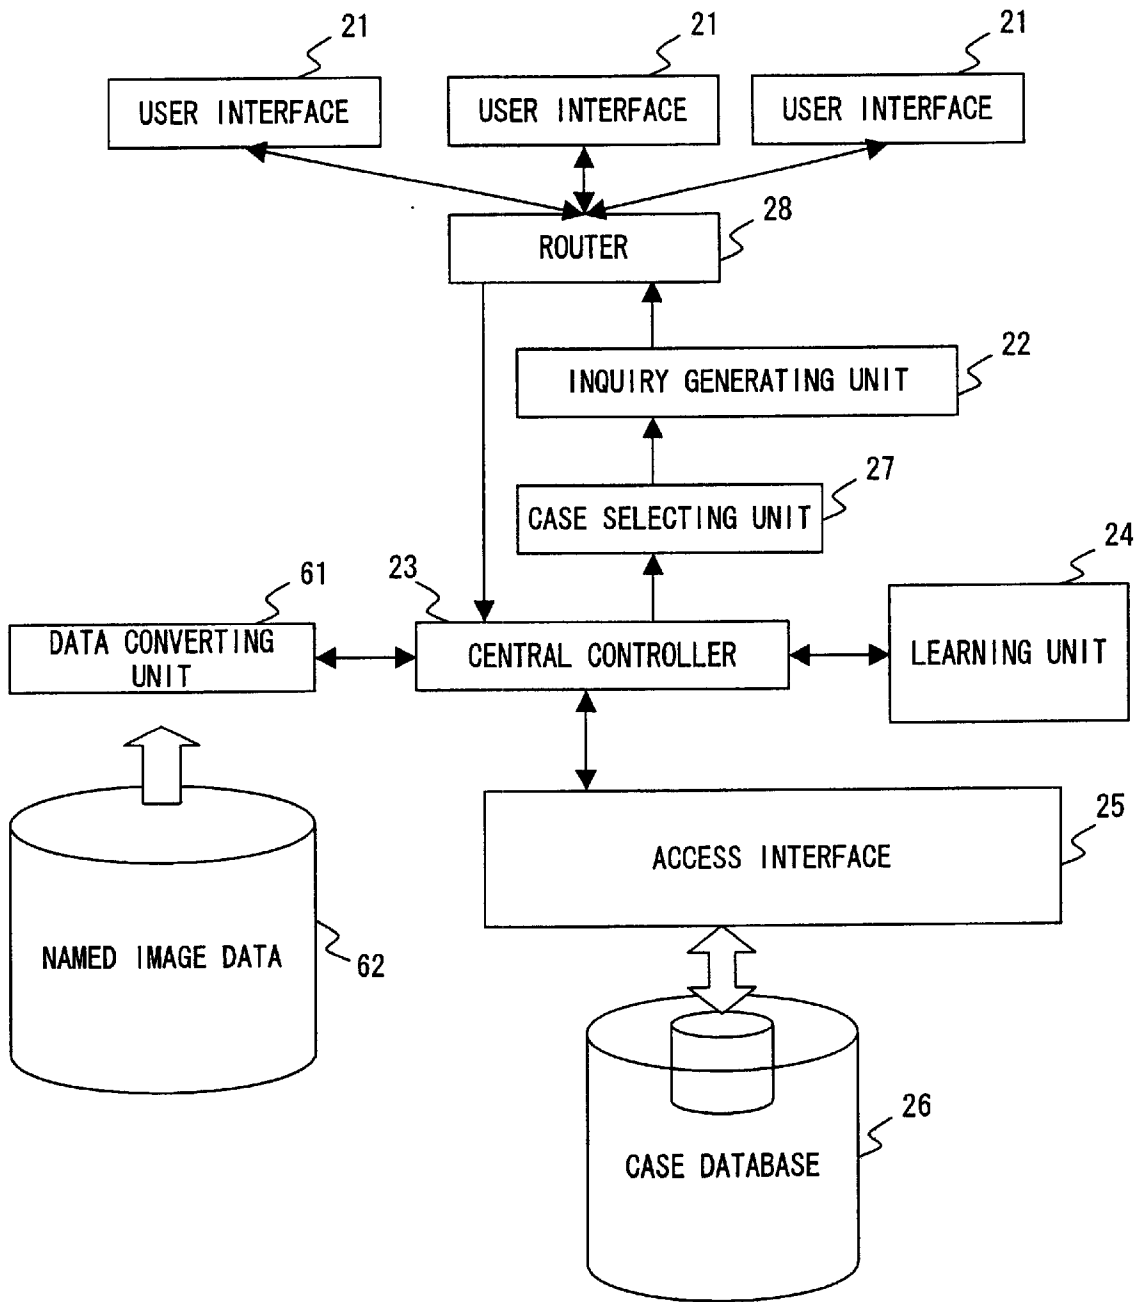 21
21
21
USER INTERFACE
USER INTERFACE
USER INTERFACE
28
ROUTER
22
INQUIRY GENERATING UNIT
27
CASE SELECTING UNIT
24
61
23
DATA CONVERTING
UNIT
CENTRAL CONTROLLER
LEARNING UNIT
25
ACCESS INTERFACE
NAMED IMAGE DATA
62
26
CASE DATABASE